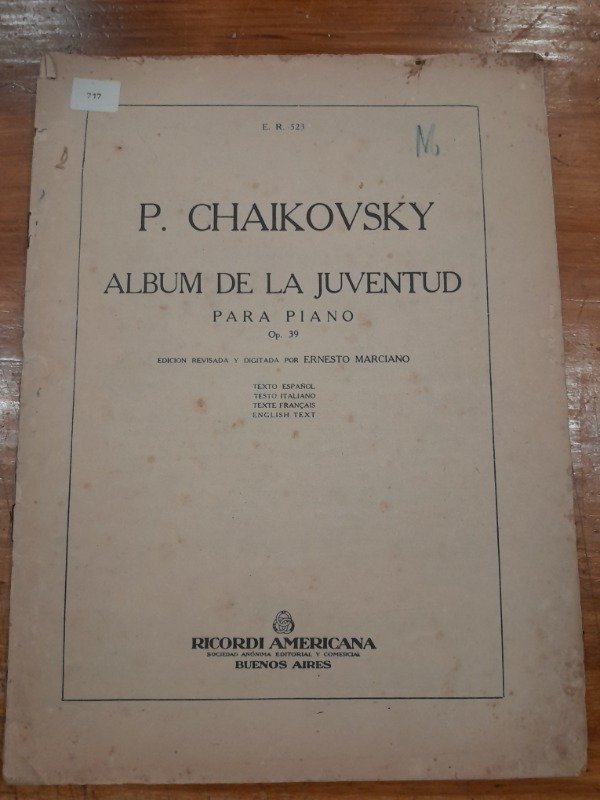 717
E. R. 523
N,
P. CHAIKOVSKY
ALBUM DE LA JUVENTUD
PARA PIANO
Op. 39
EDICION REVISADA Y DIGITADA POR ERNESTO MARCIANO
TEXTO ESPAÑOL
TESTO ITALIANO
TEXTE FRANÇAIS
ENGLISH TEXT
RICORDI AMERICANA
SOCIEDAD ANÓNIMA EDITORIAL Y COMERCIAL
BUENOS AIRES